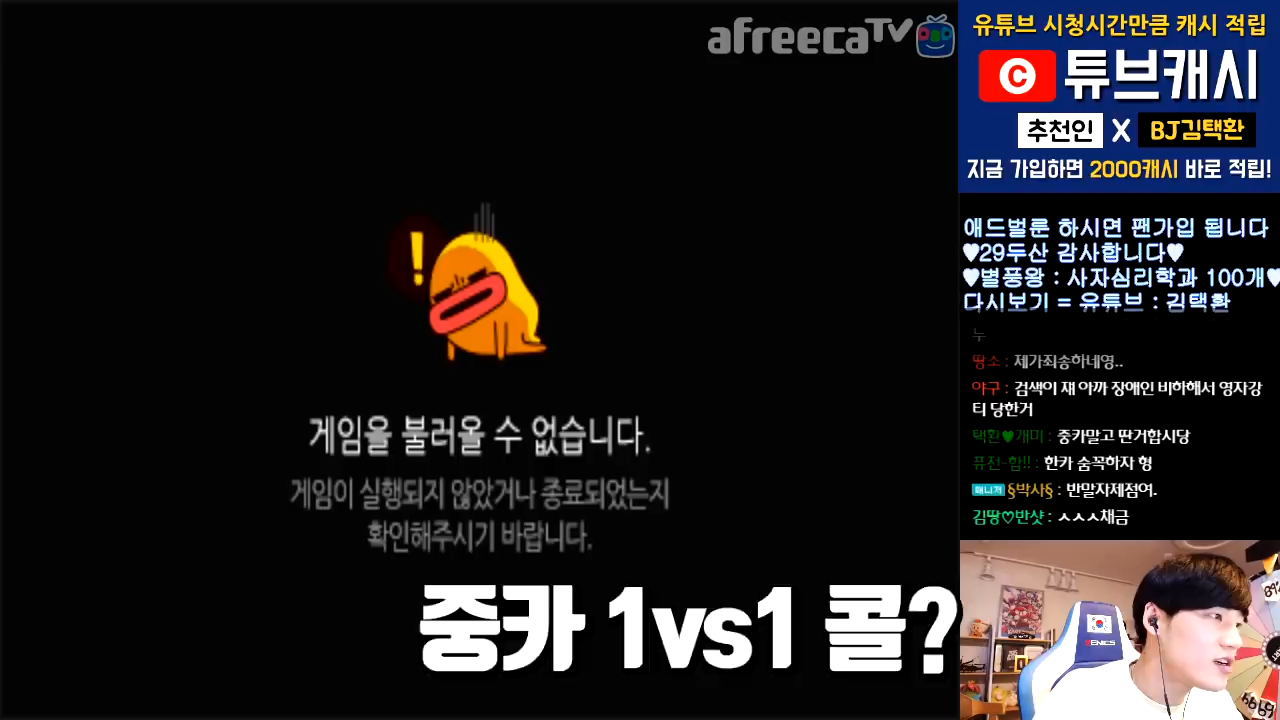 afreecaTV
유튜브 시청시간만큼 캐시 적립
튜브캐시
추천인 X BJ김택환
지금 가입하면 2000캐시 바로 적립!
애드벌룬 하시면 팬가입 됩니다
♥29두산 감사합니다♥
♥별풍왕 : 사자심리학과 100개♥
다시보기 = 유튜브 : 김택환
누
땅소 : 제가죄송하네영..
야구 : 검색이 쟤 아까 장애인 비하해서 영자강
티 당한거
택환♥개미 : 중카말고 딴거합시당
퓨전-함!! : 한카 숨꼭하자 형
매니저 §박사§ : 반말자제점여.
김땅♡반샷 : ㅅㅅㅅ채금
!
게임을 불러올 수 없습니다.
게임이 실행되지 않았거나 종료되었는지
확인해주시기 바랍니다.
중카 1vs1 콜?
GENICS